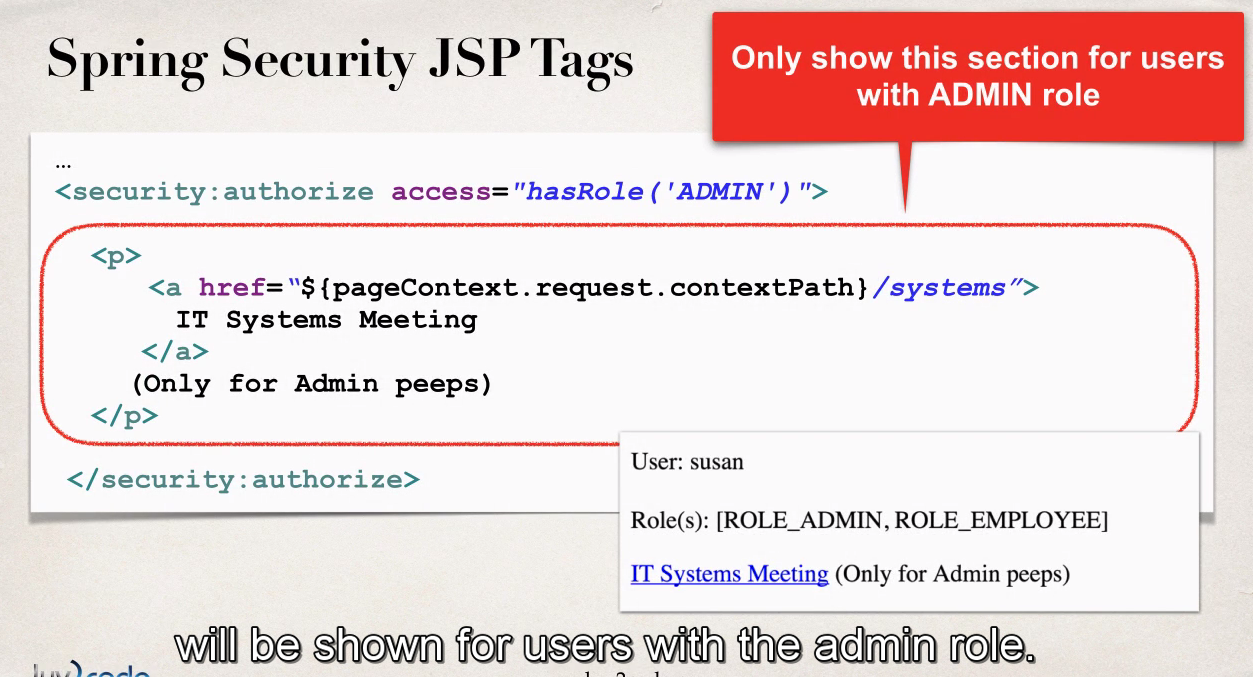 Spring Security JSP Tags
Only show this section for users
with ADMIN role
...
<security:authorize access="hasRole('ADMIN')">
<p>
<a href=“${pageContext.request.contextPath}/systems”>
IT Systems Meeting
</a>
(Only for Admin peeps)
</p>
</security:authorize>
User: susan
Role(s): [ROLE_ADMIN, ROLE_EMPLOYEE]
IT Systems Meeting (Only for Admin peeps)
will be shown for users with the admin role.